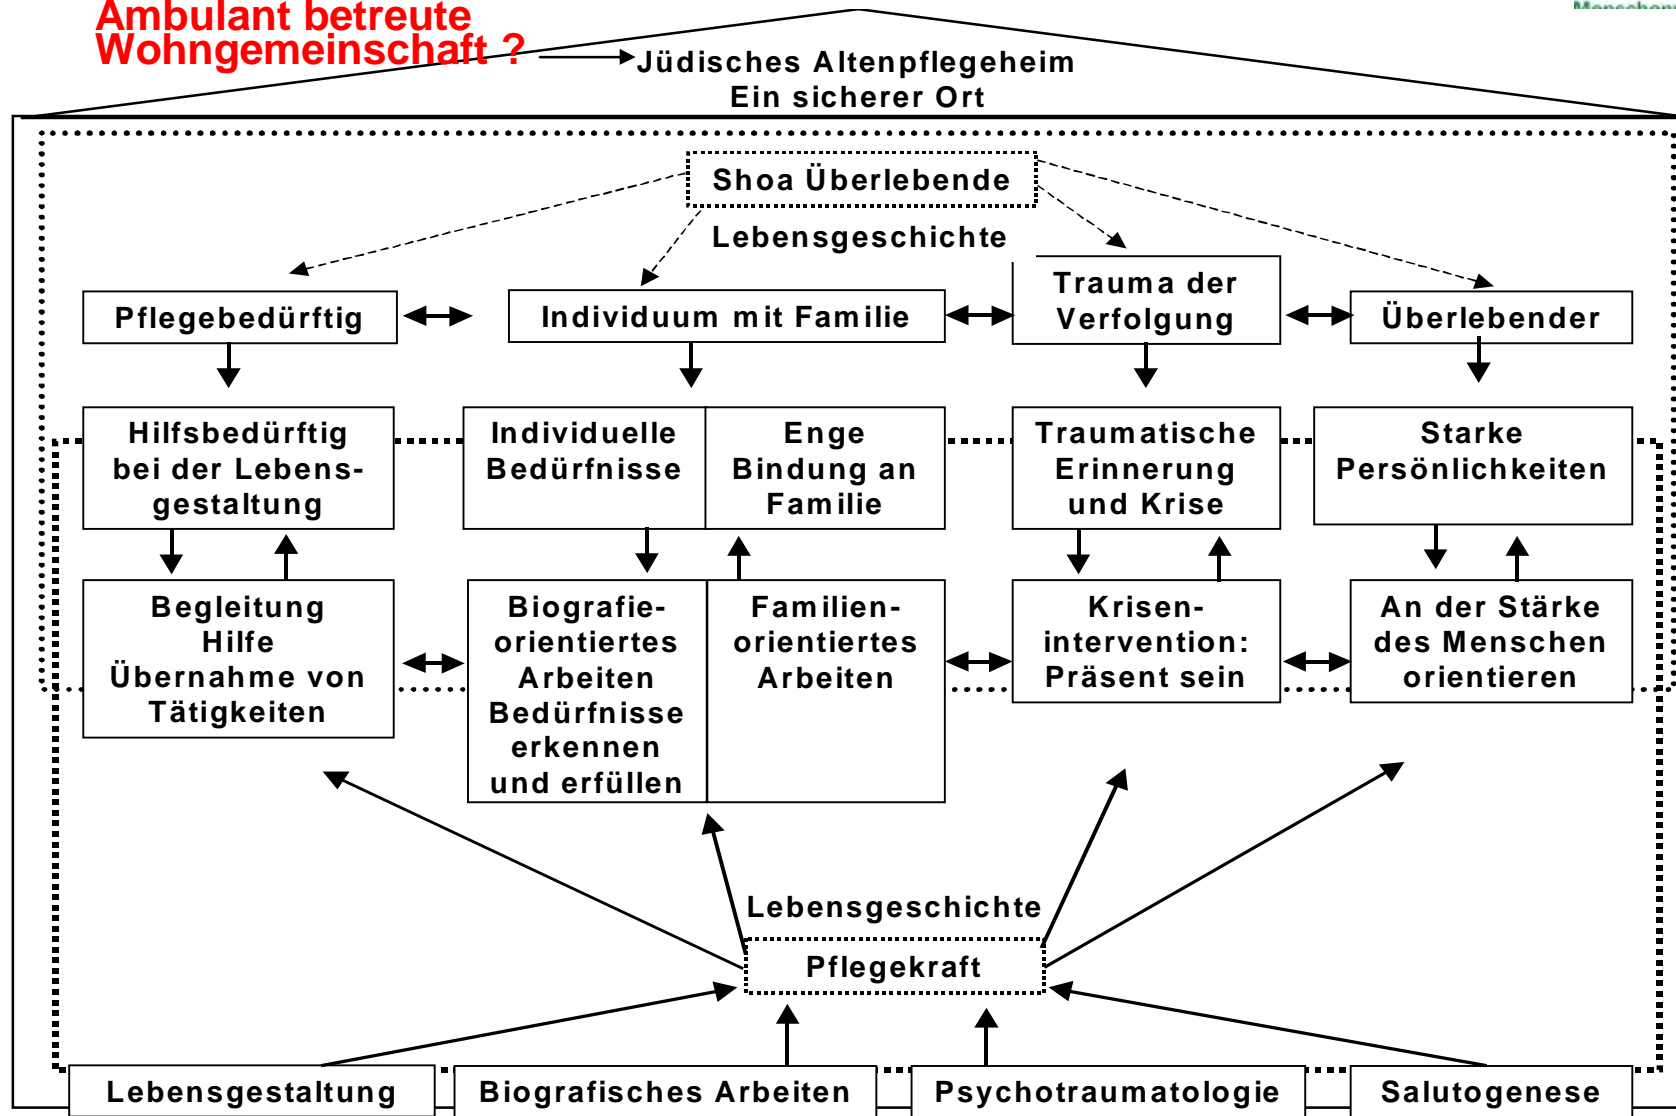 Ambulant betreute
Wohngemeinschaft ?
Jüdisches Altenpflegeheim
Ein sicherer Ort
Shoa Überlebende
Lebensgeschichte
Pflegebedürftig
Individuum mit Familie
Trauma der
Verfolgung
Überlebender
Hilfsbedürftig
bei der Lebens-
gestaltung
Individuelle
Bedürfnisse
Enge
Bindung an
Familie
Traumatische
Erinnerung
und Krise
Starke
Persönlichkeiten
Begleitung
Hilfe
Übernahme von
Tätigkeiten
Biografie-
orientiertes
Arbeiten
Bedürfnisse
erkennen
und erfüllen
Familien-
orientiertes
Arbeiten
Krisen-
intervention:
Präsent sein
An der Stärke
des Menschen
orientieren
Lebensgeschichte
Pflegekraft
Lebensgestaltung
Biografisches Arbeiten
Psychotraumatologie
Salutogenese